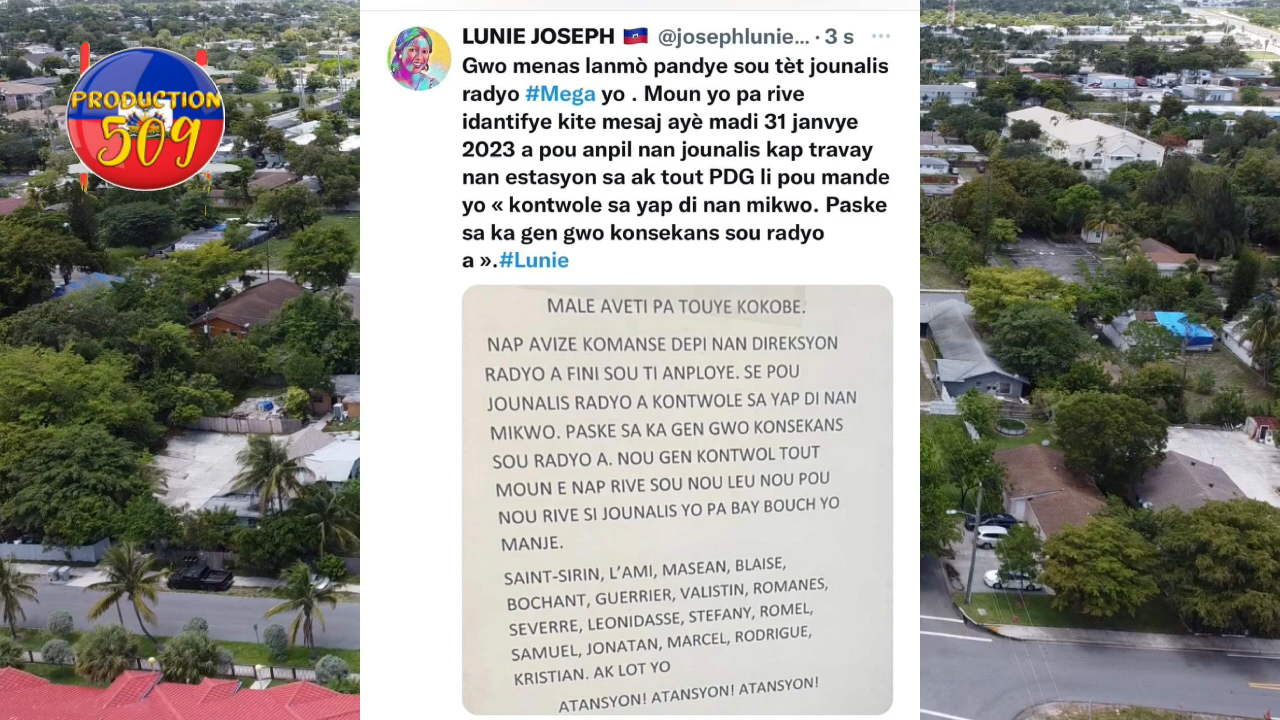 PRODUCTION
509
LUNIE JOSEPH 🇭🇹 @josephlunie... · 3 s
Gwo menas lanmò pandye sou tèt jounalis
radyo #Mega yo . Moun yo pa rive
idantifye kite mesaj ayè madi 31 janvye
2023 a pou anpil nan jounalis kap travay
nan estasyon sa ak tout PDG li pou mande
yo « kontwole sa yap di nan mikwo. Paske
sa ka gen gwo konsekans sou radyo
a ».#Lunie
MALE AVETI PA TOUYE KOKOBE.
NAP AVIZE KOMANSE DEPI NAN DIREKSYON
RADYO A FINI SOU TI ANPLOYE. SE POU
JOUNALIS RADYO A KONTWOLE SA YAP DI NAN
MIKWO. PASKE SA KA GEN GWO KONSEKANS
SOU RADYO A. NOU GEN KONTWOL TOUT
MOUN E NAP RIVE SOU NOU LEU NOU POU
NOU RIVE SI JOUNALIS YO PA BAY BOUCH YO
MANJE.
SAINT-SIRIN, L'AMI, MASEAN, BLAISE,
BOCHANT, GUERRIER, VALISTIN, ROMANES,
SEVERRE, LEONIDASSE, STEFANY, ROMEL,
SAMUEL, JONATAN, MARCEL, RODRIGUE,
KRISTIAN. AK LOT YO
ATANSYON! ATANSYON! ATANSYON!